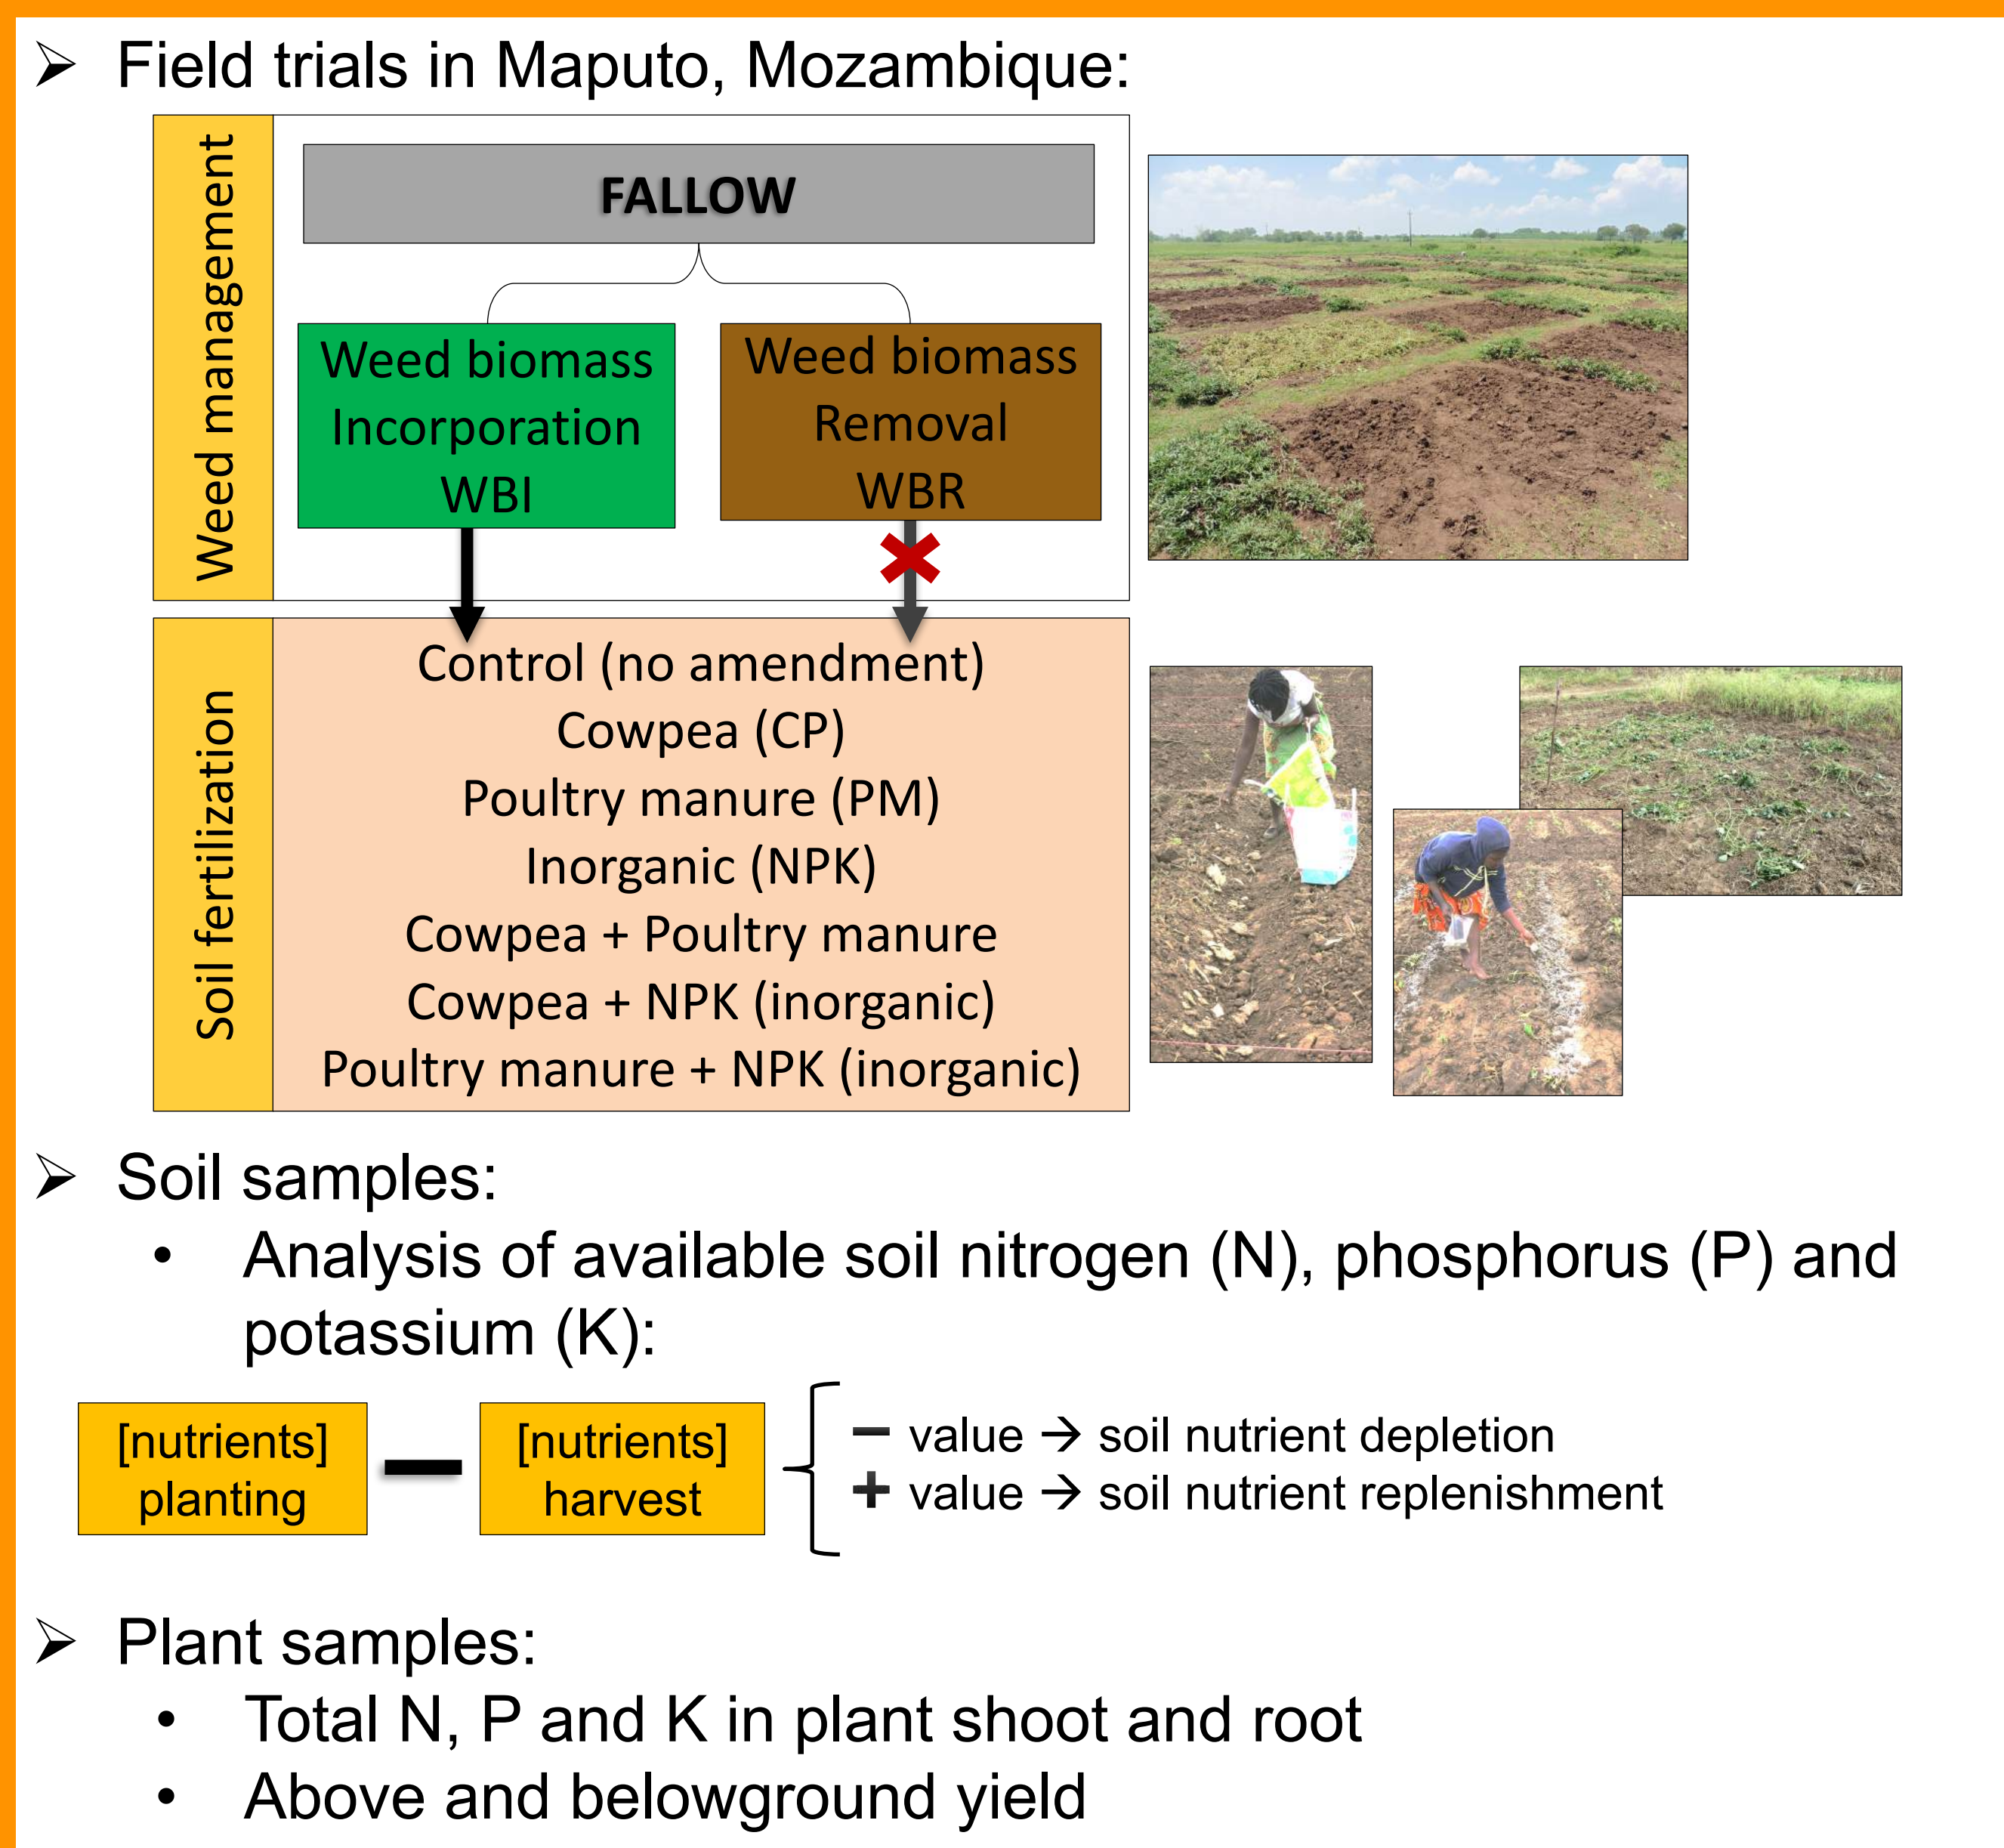 ➢ Field trials in Maputo, Mozambique:
Weed management
FALLOW
Weed biomass
Incorporation
WBI
Weed biomass
Removal
WBR
Soil fertilization
Control (no amendment)
Cowpea (CP)
Poultry manure (PM)
Inorganic (NPK)
Cowpea + Poultry manure
Cowpea + NPK (inorganic)
Poultry manure + NPK (inorganic)
➢ Soil samples:
• Analysis of available soil nitrogen (N), phosphorus (P) and
potassium (K):
[nutrients]
planting
−
[nutrients]
harvest
− value → soil nutrient depletion
+ value → soil nutrient replenishment
➢ Plant samples:
• Total N, P and K in plant shoot and root
• Above and belowground yield